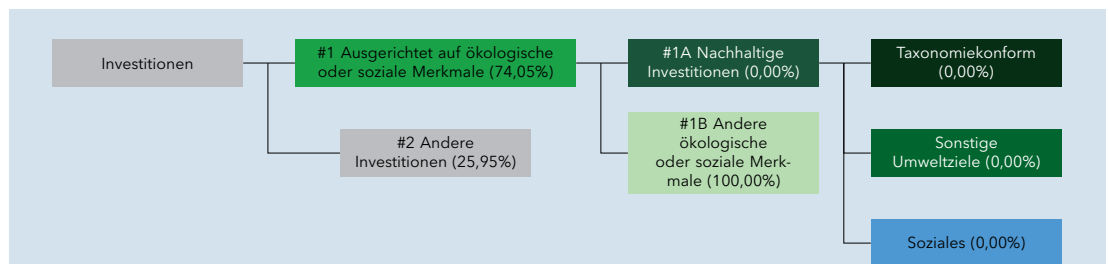 Investitionen
#1 Ausgerichtet auf ökologische
oder soziale Merkmale (74,05%)
#2 Andere
Investitionen (25,95%)
#1A Nachhaltige
Investitionen (0,00%)
#1B Andere
ökologische
oder soziale Merk-
male (100,00%)
Taxonomiekonform
(0,00%)
Sonstige
Umweltziele (0,00%)
Soziales (0,00%)